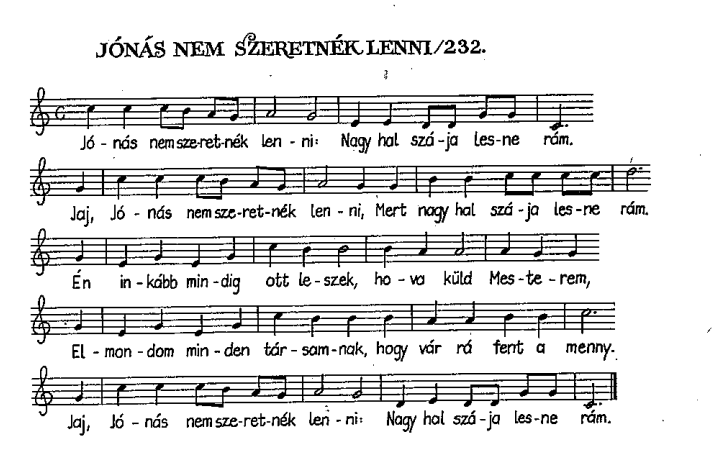 JÓNÁS NEM SZERETNÉK LENNI/232.
Jó - nás nem sze-ret-nék len - ni: Nagy hal szá - ja les-ne rám.
Jaj, Jó - nás nem sze-ret-nék len - ni, Mert nagy hal szá - ja les - ne rám.
Én in - kább min - dig ott le - szek, ho - va küld Mes - te - rem,
El - mon - dom min - den tár - sam - nak, hogy vár rá fent a menny.
Jaj, Jó - nás nem sze-ret-nék len - ni: Nagy hal szá - ja les - ne rám.